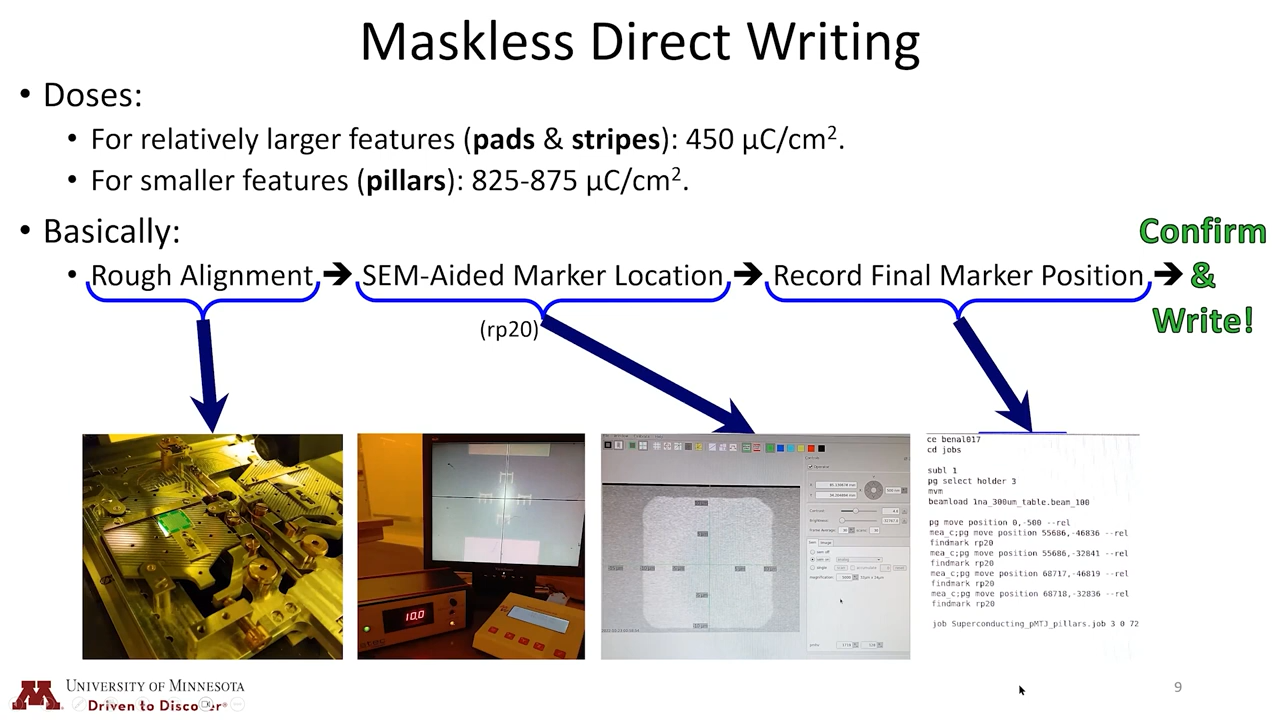 Maskless Direct Writing
• Doses:
• For relatively larger features (pads & stripes): 450 µC/cm².
• For smaller features (pillars): 825-875 µC/cm².
• Basically:
• Rough Alignment ➔ SEM-Aided Marker Location ➔ Record Final Marker Position ➔
Confirm
&
Write!
(rp20)
10.0
ce benal017
cd jobs
subl 1
pg select holder 3
mvm
beamload 1na_300um_table.beam_100
pg move position 0,-500 --rel
mea_c;pg move position 55686,-46836 --rel
findmark rp20
mea_c;pg move position 55686,-32841 --rel
findmark rp20
mea_c;pg move position 68717,-46819 --rel
findmark rp20
mea_c;pg move position 68718,-32836 --rel
findmark rp20
job Superconducting_pMTJ_pillars.job 3 0 72
M
UNIVERSITY OF MINNESOTA
Driven to Discover
9